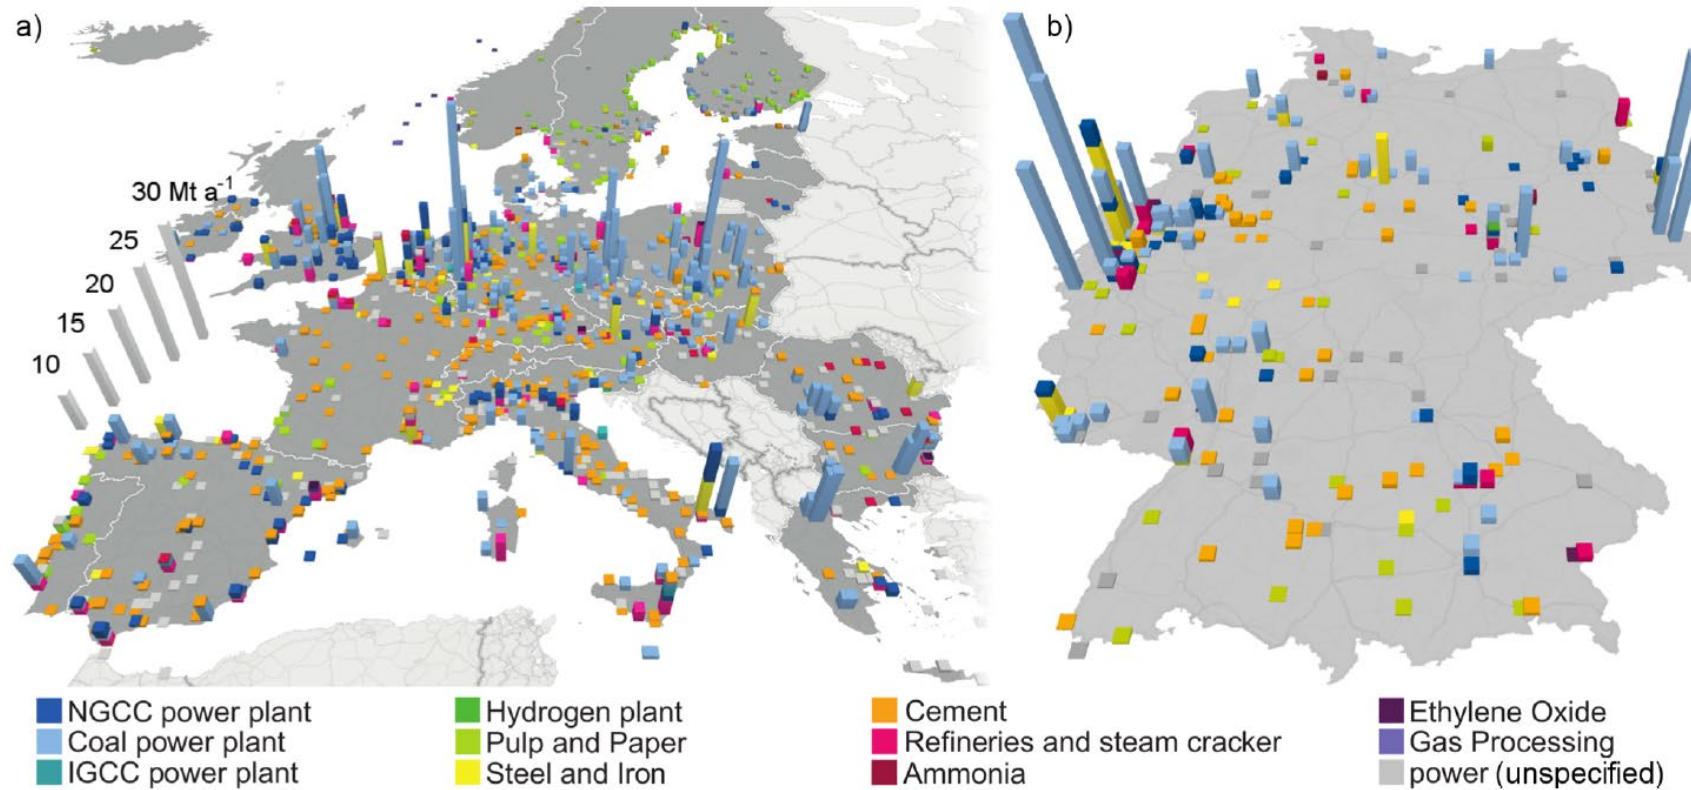 a)
b)
30 Mt a⁻¹
25
20
15
10
NGCC power plant
Coal power plant
IGCC power plant
Hydrogen plant
Pulp and Paper
Steel and Iron
Cement
Refineries and steam cracker
Ammonia
Ethylene Oxide
Gas Processing
power (unspecified)